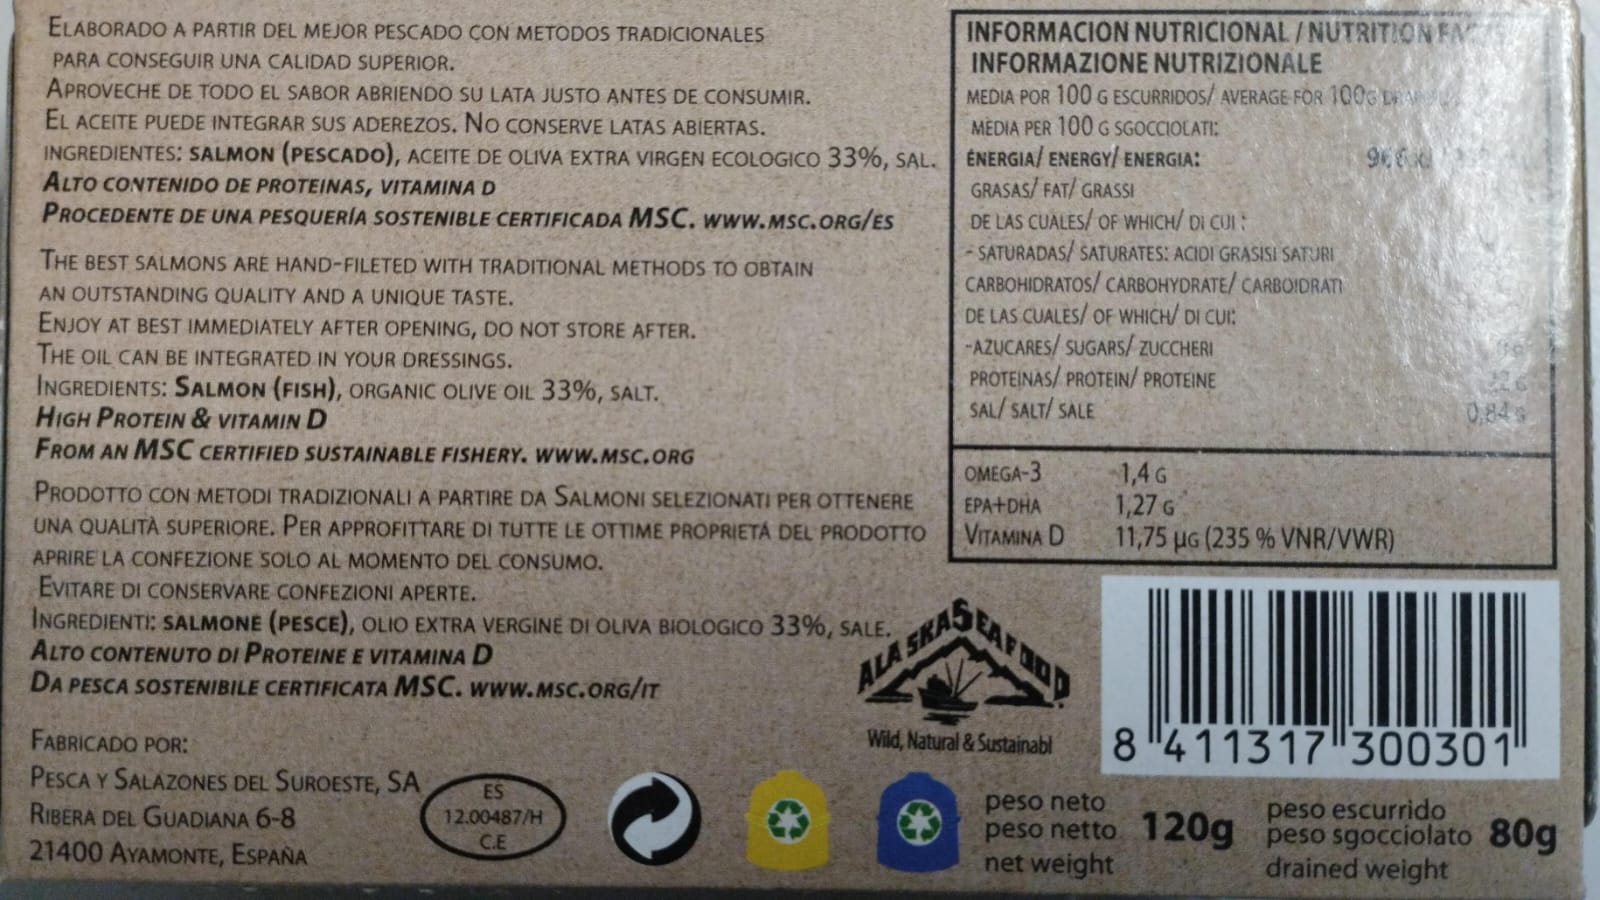 ELABORADO A PARTIR DEL MEJOR PESCADO CON METODOS TRADICIONALES
PARA CONSEGUIR UNA CALIDAD SUPERIOR.
APROVECHE DE TODO EL SABOR ABRIENDO SU LATA JUSTO ANTES DE CONSUMIR.
EL ACEITE PUEDE INTEGRAR SUS ADEREZOS. NO CONSERVE LATAS ABIERTAS.
INGREDIENTES: SALMON (PESCADO), ACEITE DE OLIVA EXTRA VIRGEN ECOLOGICO 33%, SAL.
ALTO CONTENIDO DE PROTEINAS, VITAMINA D
PROCEDENTE DE UNA PESQUERÍA SOSTENIBLE CERTIFICADA MSC. WWW.MSC.ORG/ES
THE BEST SALMONS ARE HAND-FILETED WITH TRADITIONAL METHODS TO OBTAIN
AN OUTSTANDING QUALITY AND A UNIQUE TASTE.
ENJOY AT BEST IMMEDIATELY AFTER OPENING, DO NOT STORE AFTER.
THE OIL CAN BE INTEGRATED IN YOUR DRESSINGS.
INGREDIENTS: SALMON (FISH), ORGANIC OLIVE OIL 33%, SALT.
HIGH PROTEIN & VITAMIN D
FROM AN MSC CERTIFIED SUSTAINABLE FISHERY. WWW.MSC.ORG
PRODOTTO CON METODI TRADIZIONALI A PARTIRE DA SALMONI SELEZIONATI PER OTTENERE
UNA QUALITÀ SUPERIORE. PER APPROFITTARE DI TUTTE LE OTTIME PROPRIETÁ DEL PRODOTTO
APRIRE LA CONFEZIONE SOLO AL MOMENTO DEL CONSUMO.
EVITARE DI CONSERVARE CONFEZIONI APERTE.
INGREDIENTI: SALMONE (PESCE), OLIO EXTRA VERGINE DI OLIVA BIOLOGICO 33%, SALE.
ALTO CONTENUTO DI PROTEINE E VITAMINA D
DA PESCA SOSTENIBILE CERTIFICATA MSC. WWW.MSC.ORG/IT
FABRICADO POR:
PESCA Y SALAZONES DEL SUROESTE, SA
RIBERA DEL GUADIANA 6-8
21400 AYAMONTE, ESPAÑA
ES
12.00487/H
C.E
INFORMACION NUTRICIONAL / NUTRITION
INFORMAZIONE NUTRIZIONALE
MEDIA POR 100 G ESCURRIDOS/ AVERAGE FOR 100G
MEDIA PER 100 G SGOCCIOLATI:
ENERGIA/ ENERGY/ ENERGIA:
GRASAS/ FAT/ GRASSI
DE LAS CUALES/ OF WHICH/ DI CUI :
- SATURADAS/ SATURATES: ACIDI GRASISI SATURI
CARBOHIDRATOS/ CARBOHYDRATE/ CARBOIDRATI
DE LAS CUALES/ OF WHICH/ DI CUI:
-AZUCARES/ SUGARS/ ZUCCHERI
PROTEINAS/ PROTEIN/ PROTEINE
SAL/ SALT/ SALE 0,84 G
OMEGA-3 1,4 G
EPA+DHA 1,27 G
VITAMINA D 11,75 µG (235 % VNR/VWR)
ALASKA SEAFOOD
Wild, Natural & Sustainabl
8 411317 300301
peso neto
peso netto 120g
net weight
peso escurrido
peso sgocciolato 80g
drained weight